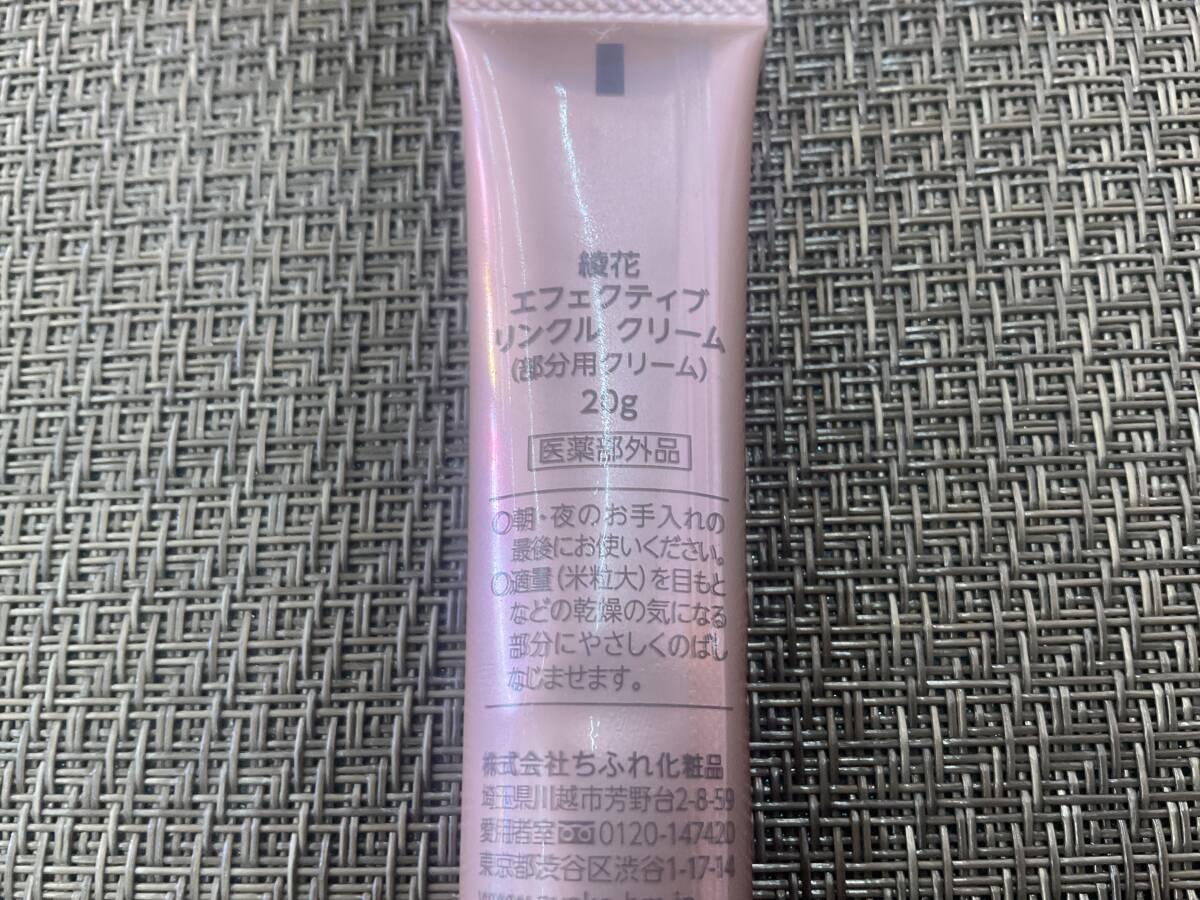 綾花
エフェクティブ
リンクル クリーム
(部分用クリーム)
20g
医薬部外品
○朝・夜のお手入れの
最後にお使いください。
○適量(米粒大)を目もと
などの乾燥の気になる
部分にやさしくのばし
なじませます。
株式会社ちふれ化粧品
埼玉県川越市芳野台2-8-59
愛用者室 0120-147420
東京都渋谷区渋谷1-17-14